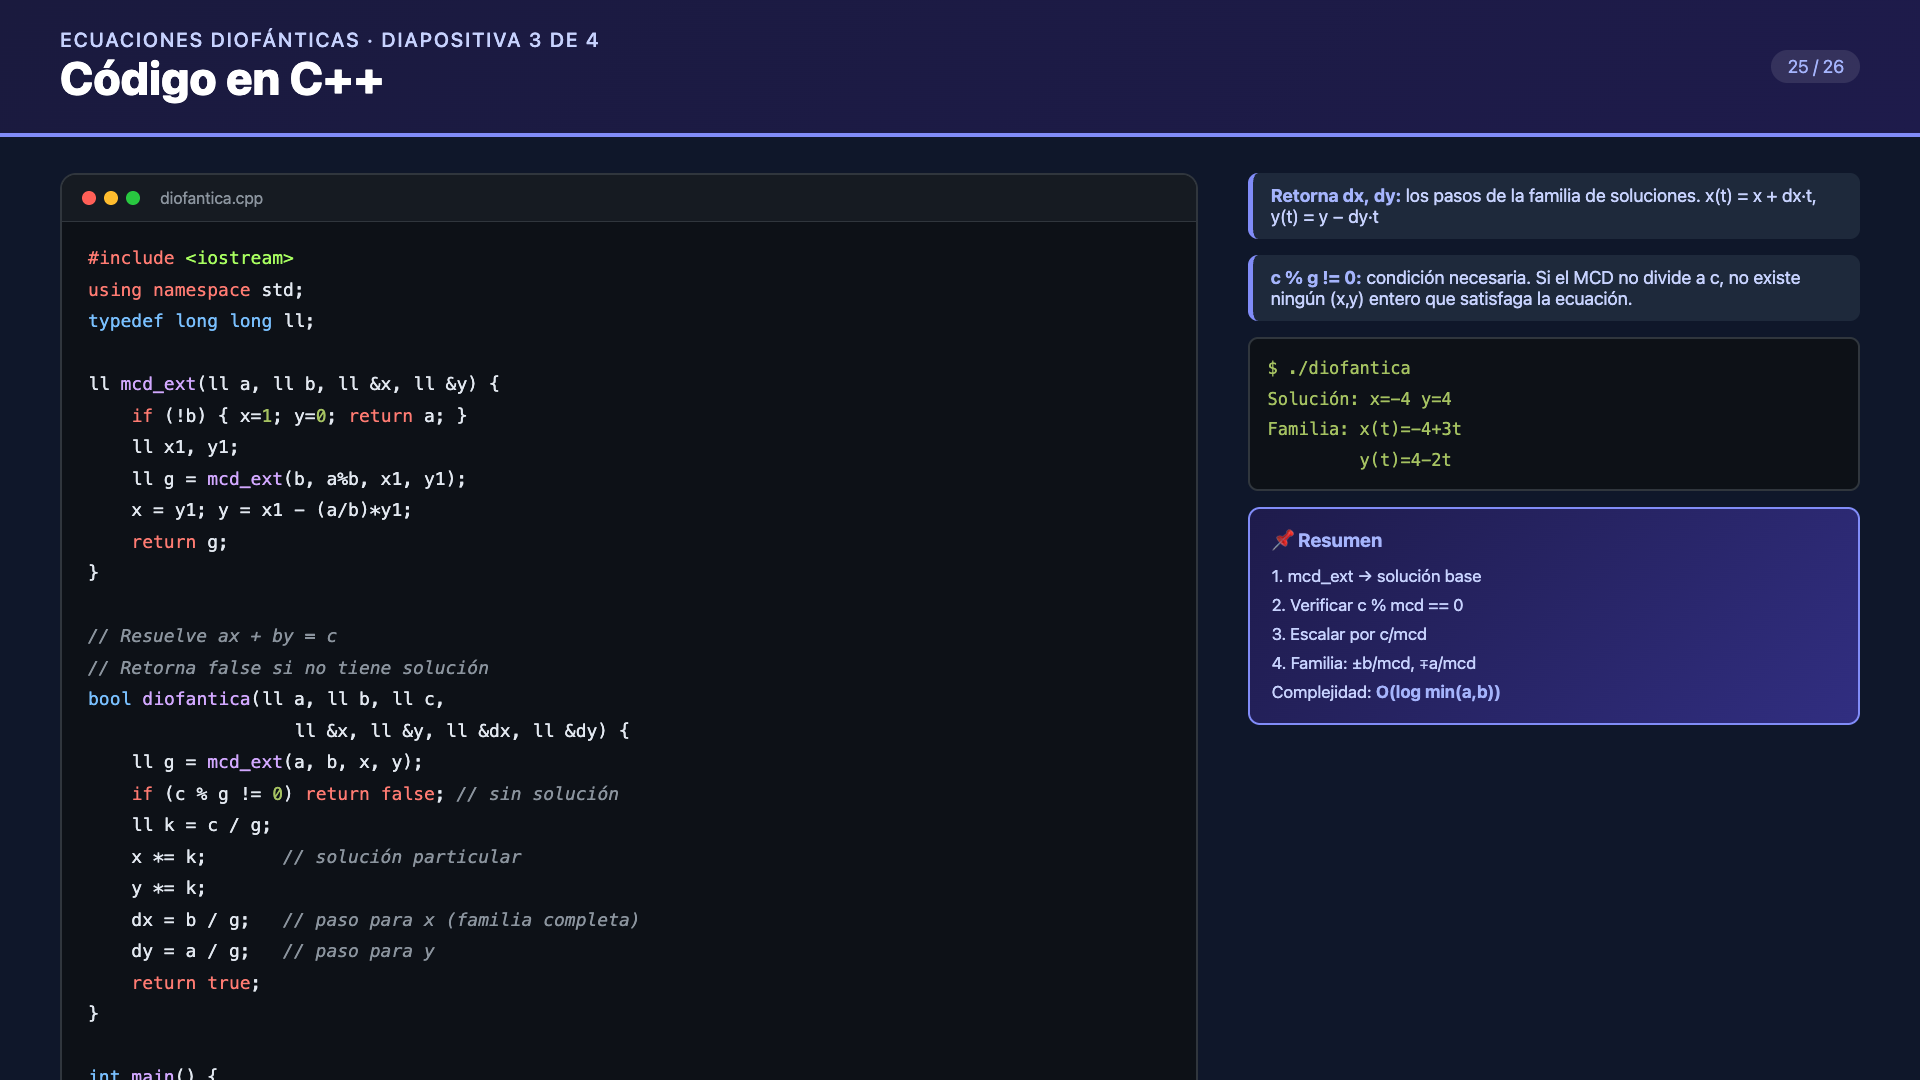 ECUACIONES DIOFÁNTICAS · DIAPOSITIVA 3 DE 4
Código en C++
25 / 26
diofantica.cpp
#include <iostream>
using namespace std;
typedef long long ll;
ll mcd_ext(ll a, ll b, ll &x, ll &y) {
    if (!b) { x=1; y=0; return a; }
    ll x1, y1;
    ll g = mcd_ext(b, a%b, x1, y1);
    x = y1; y = x1 − (a/b)*y1;
    return g;
}
// Resuelve ax + by = c
// Retorna false si no tiene solución
bool diofantica(ll a, ll b, ll c,
                   ll &x, ll &y, ll &dx, ll &dy) {
    ll g = mcd_ext(a, b, x, y);
    if (c % g != 0) return false; // sin solución
    ll k = c / g;
    x *= k;       // solución particular
    y *= k;
    dx = b / g;   // paso para x (familia completa)
    dy = a / g;   // paso para y
    return true;
}
int main() {
Retorna dx, dy: los pasos de la familia de soluciones. x(t) = x + dx·t,
y(t) = y − dy·t
c % g != 0: condición necesaria. Si el MCD no divide a c, no existe
ningún (x,y) entero que satisfaga la ecuación.
$ ./diofantica
Solución: x=−4 y=4
Familia: x(t)=−4+3t
         y(t)=4−2t
📌 Resumen
1. mcd_ext → solución base
2. Verificar c % mcd == 0
3. Escalar por c/mcd
4. Familia: ±b/mcd, ∓a/mcd
Complejidad: O(log min(a,b))